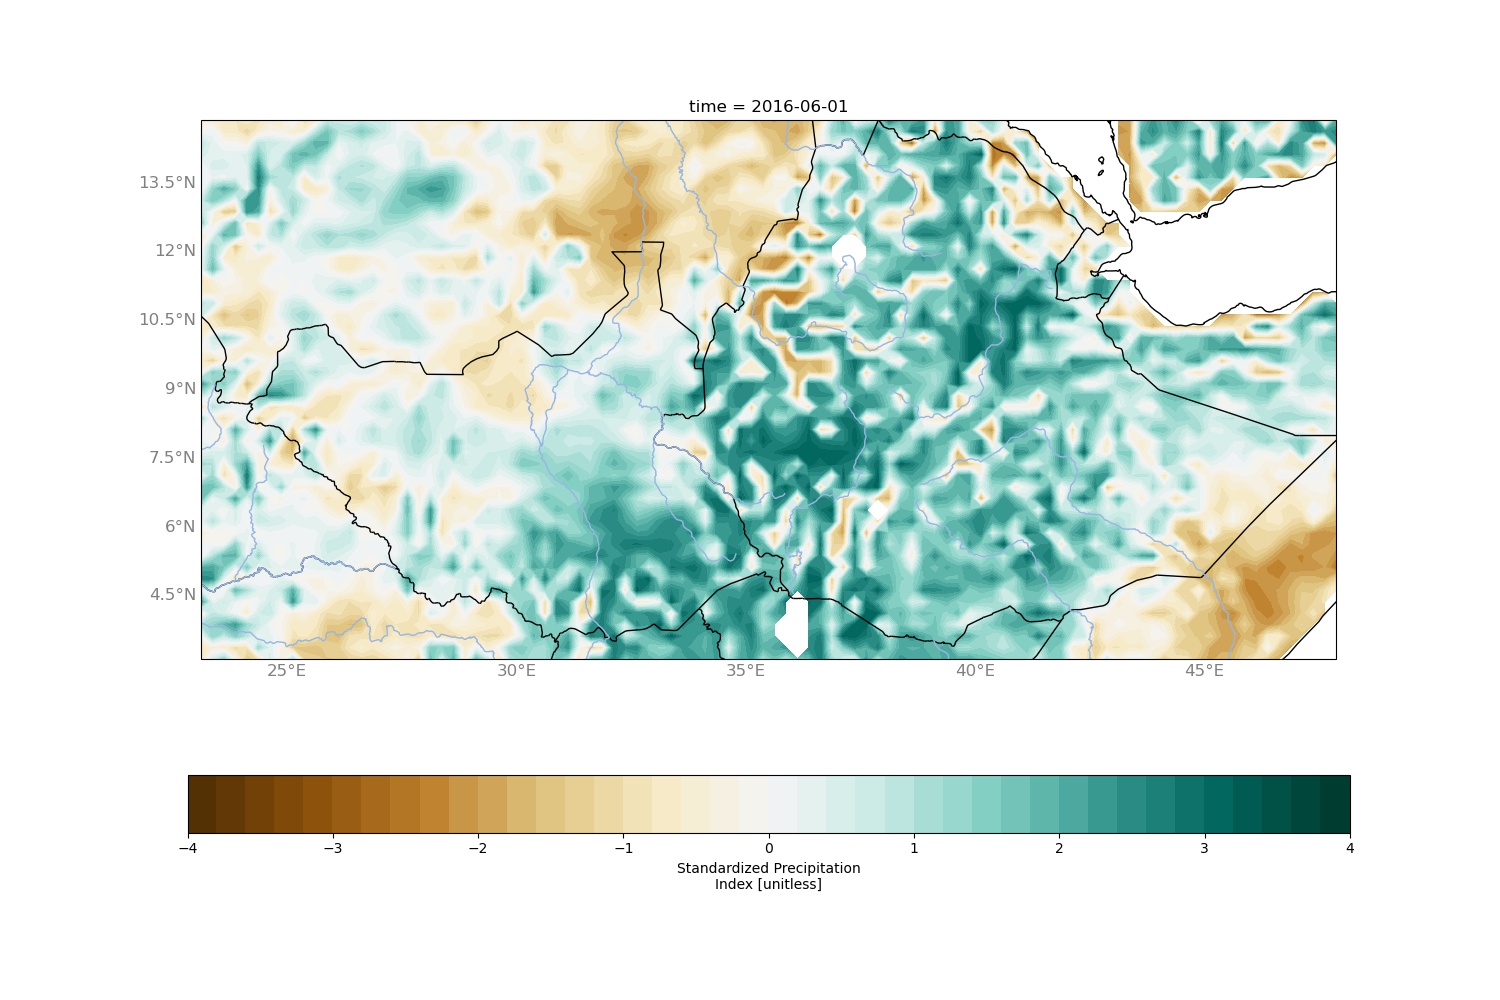 time = 2016-06-01
13.5°N
12°N
10.5°N
9°N
7.5°N
6°N
4.5°N
25°E 30°E 35°E 40°E 45°E
−4 −3 −2 −1 0 1 2 3 4
Standardized Precipitation
Index [unitless]